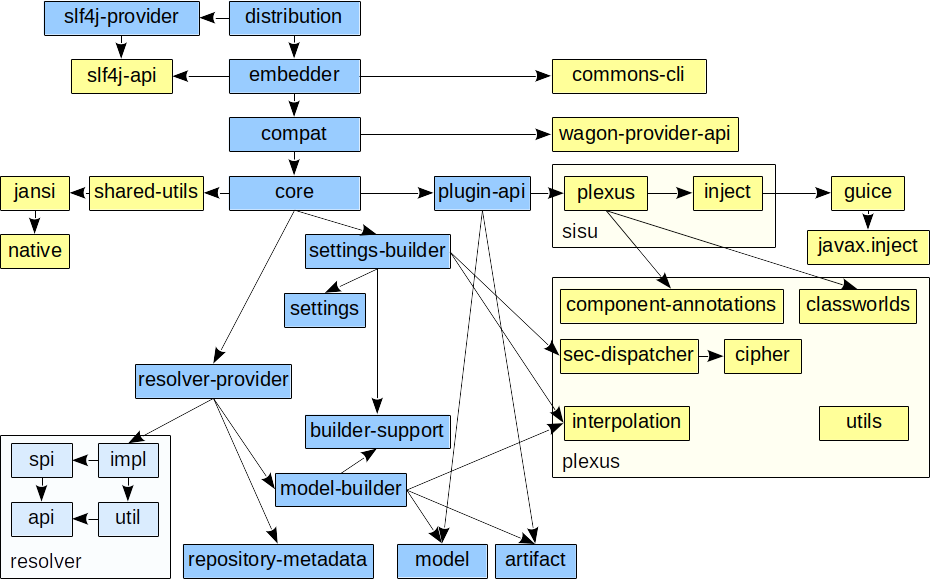 slf4j-provider
distribution
slf4j-api
embedder
commons-cli
compat
wagon-provider-api
jansi
shared-utils
core
plugin-api
plexus
inject
guice
sisu
native
settings-builder
javax.inject
settings
component-annotations
classworlds
sec-dispatcher
cipher
resolver-provider
interpolation
utils
builder-support
plexus
spi
impl
model-builder
api
util
resolver
repository-metadata
model
artifact